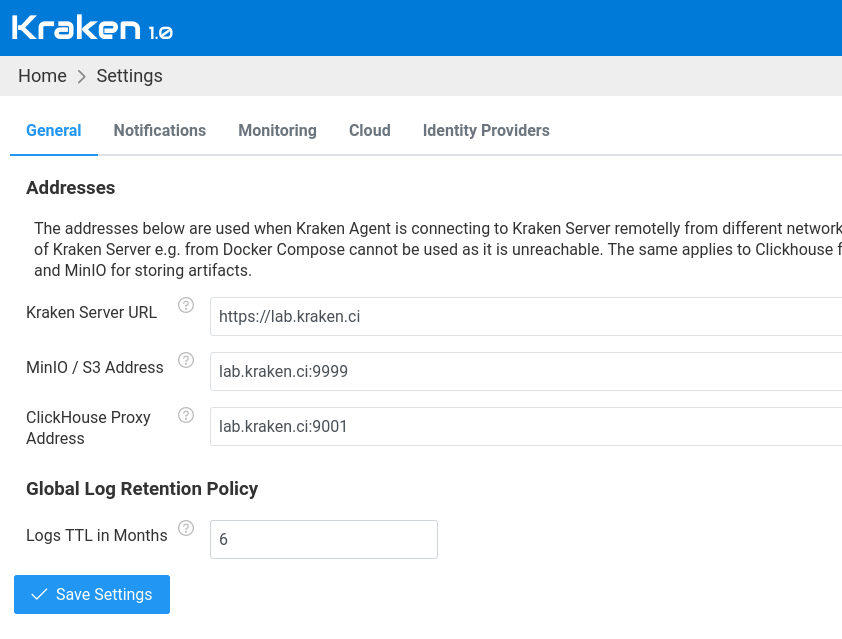 Kraken 1.0
Home > Settings
General Notifications Monitoring Cloud Identity Providers
Addresses
The addresses below are used when Kraken Agent is connecting to Kraken Server remotelly from different network
of Kraken Server e.g. from Docker Compose cannot be used as it is unreachable. The same applies to Clickhouse f
and MinIO for storing artifacts.
Kraken Server URL ? https://lab.kraken.ci
MinIO / S3 Address ? lab.kraken.ci:9999
ClickHouse Proxy
Address ? lab.kraken.ci:9001
Global Log Retention Policy
Logs TTL in Months ? 6
Save Settings